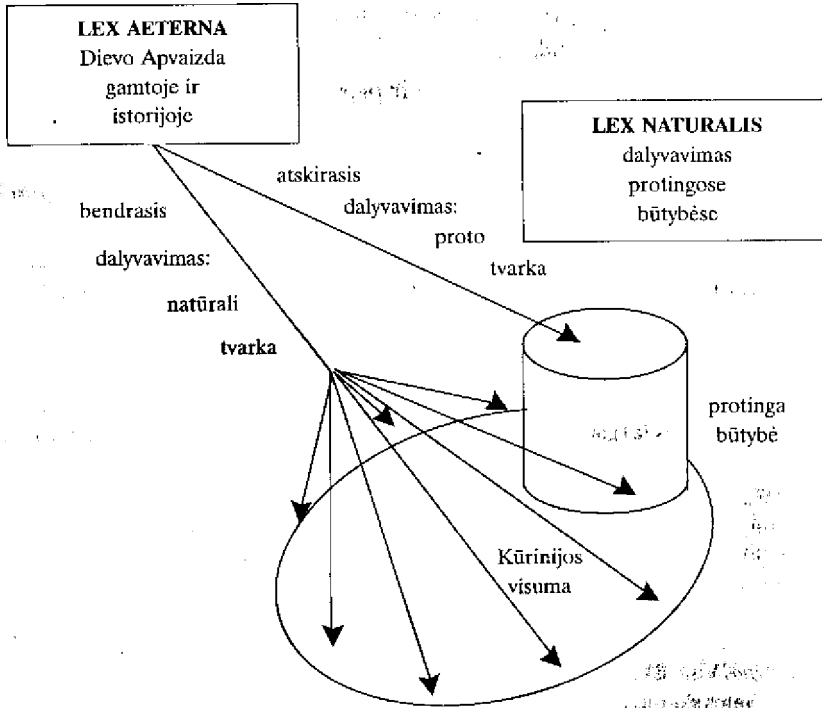 LEX AETERNA
Dievo Apvaizda
gamtoje ir
istorijoje
LEX NATURALIS
dalyvavimas
protingose
būtybėse
atskirasis
dalyvavimas:
proto
tvarka
bendrasis
dalyvavimas:
natūrali
tvarka
protinga
būtybė
Kūrinijos
visuma